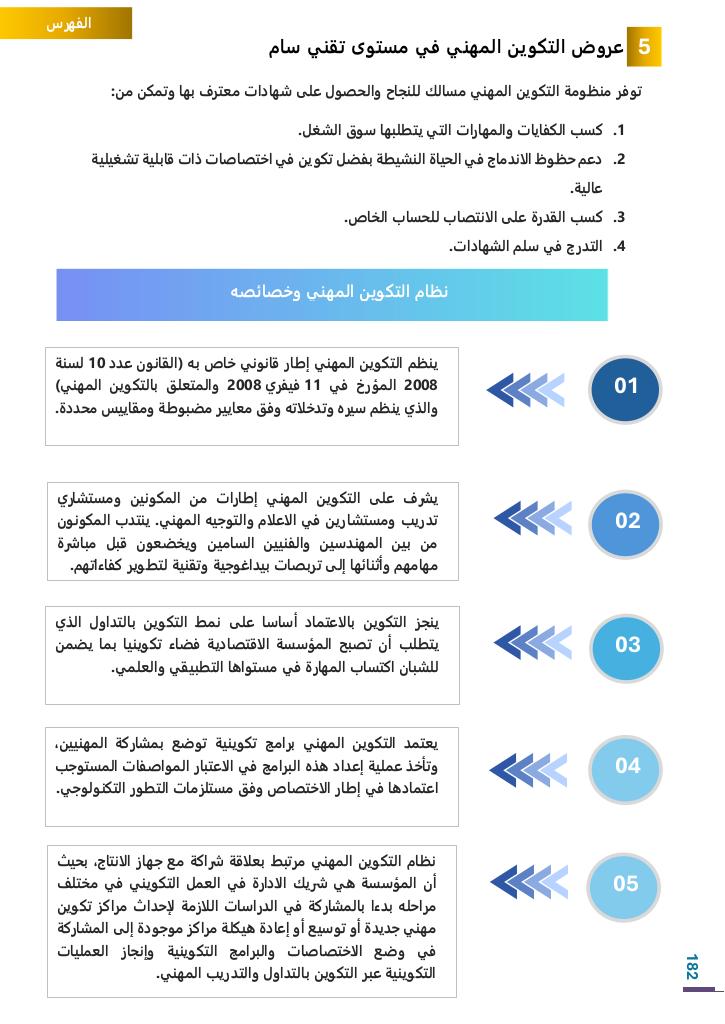 الفهرس
5 عروض التكوين المهني في مستوى تقني سام
توفر منظومة التكوين المهني مسالك للنجاح والحصول على شهادات معترف بها وتمكن من:
1. كسب الكفايات والمهارات التي يتطلبها سوق الشغل.
2. دعم حظوظ الاندماج في الحياة النشيطة بفضل تكوين في اختصاصات ذات قابلية تشغيلية
عالية.
3. كسب القدرة على الانتصاب للحساب الخاص.
4. التدرج في سلم الشهادات.
نظام التكوين المهني وخصائصه
01
ينظم التكوين المهني إطار قانوني خاص به (القانون عدد 10 لسنة
2008 المؤرخ في 11 فيفري 2008 والمتعلق بالتكوين المهني)
والذي ينظم سيره وتدخلاته وفق معايير مضبوطة ومقاييس محددة.
02
يشرف على التكوين المهني إطارات من المكونين ومستشاري
تدريب ومستشارين في الاعلام والتوجيه المهني. ينتدب المكونون
من بين المهندسين والفنيين السامين ويخضعون قبل مباشرة
مهامهم وأثنائها إلى تربصات بيداغوجية وتقنية لتطوير كفاءاتهم.
03
ينجز التكوين بالاعتماد أساسا على نمط التكوين بالتداول الذي
يتطلب أن تصبح المؤسسة الاقتصادية فضاء تكوينيا بما يضمن
للشبان اكتساب المهارة في مستواها التطبيقي والعلمي.
04
يعتمد التكوين المهني برامج تكوينية توضع بمشاركة المهنيين،
وتأخذ عملية إعداد هذه البرامج في الاعتبار المواصفات المستوجب
اعتمادها في إطار الاختصاص وفق مستلزمات التطور التكنولوجي.
05
نظام التكوين المهني مرتبط بعلاقة شراكة مع جهاز الانتاج، بحيث
أن المؤسسة هي شريك الادارة في العمل التكويني في مختلف
مراحله بدءا بالمشاركة في الدراسات اللازمة لإحداث مراكز تكوين
مهني جديدة أو توسيع أو إعادة هيكلة مراكز موجودة إلى المشاركة
في وضع الاختصاصات والبرامج التكوينية وإنجاز العمليات
التكوينية عبر التكوين بالتداول والتدريب المهني.
182